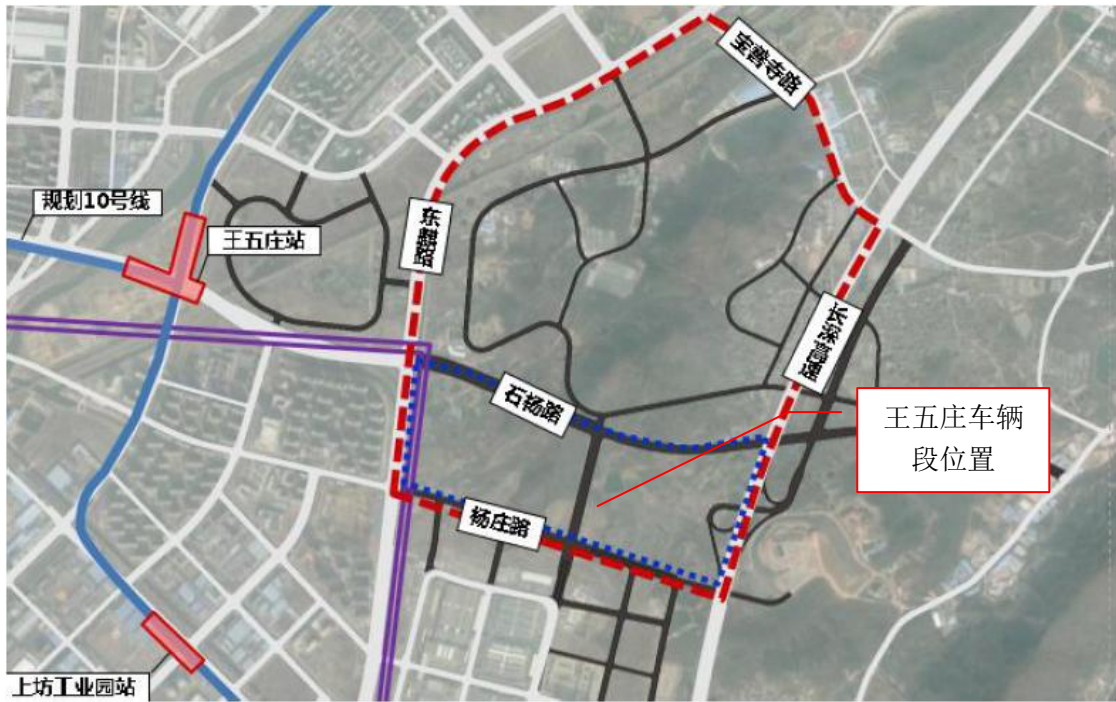 宝善寺路
规划10号线
东麒路
王五庄站
长深高速
石杨路
王五庄车辆
段位置
杨庄路
上坊工业园站